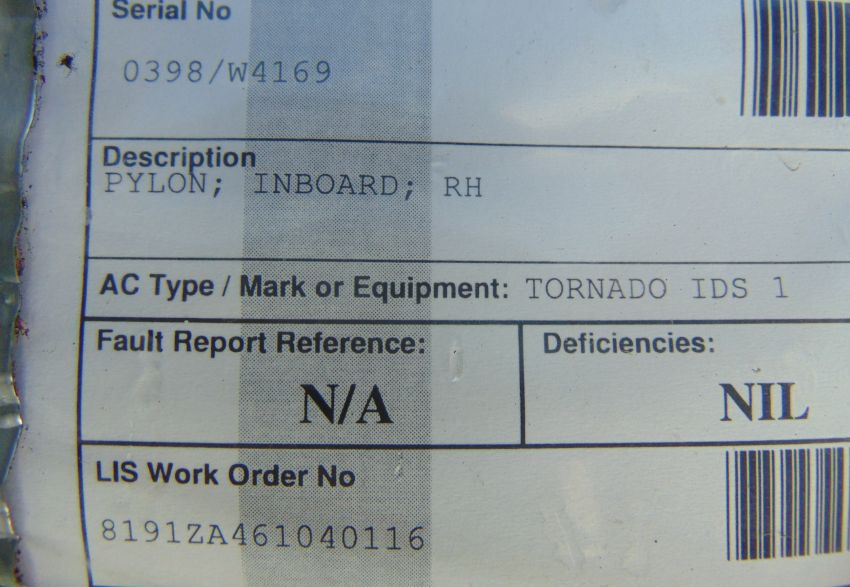 Serial No
0398/W4169
Description
PYLON; INBOARD; RH
AC Type / Mark or Equipment: TORNADO IDS 1
Fault Report Reference: Deficiencies:
N/A NIL
LIS Work Order No
8191ZA461040116